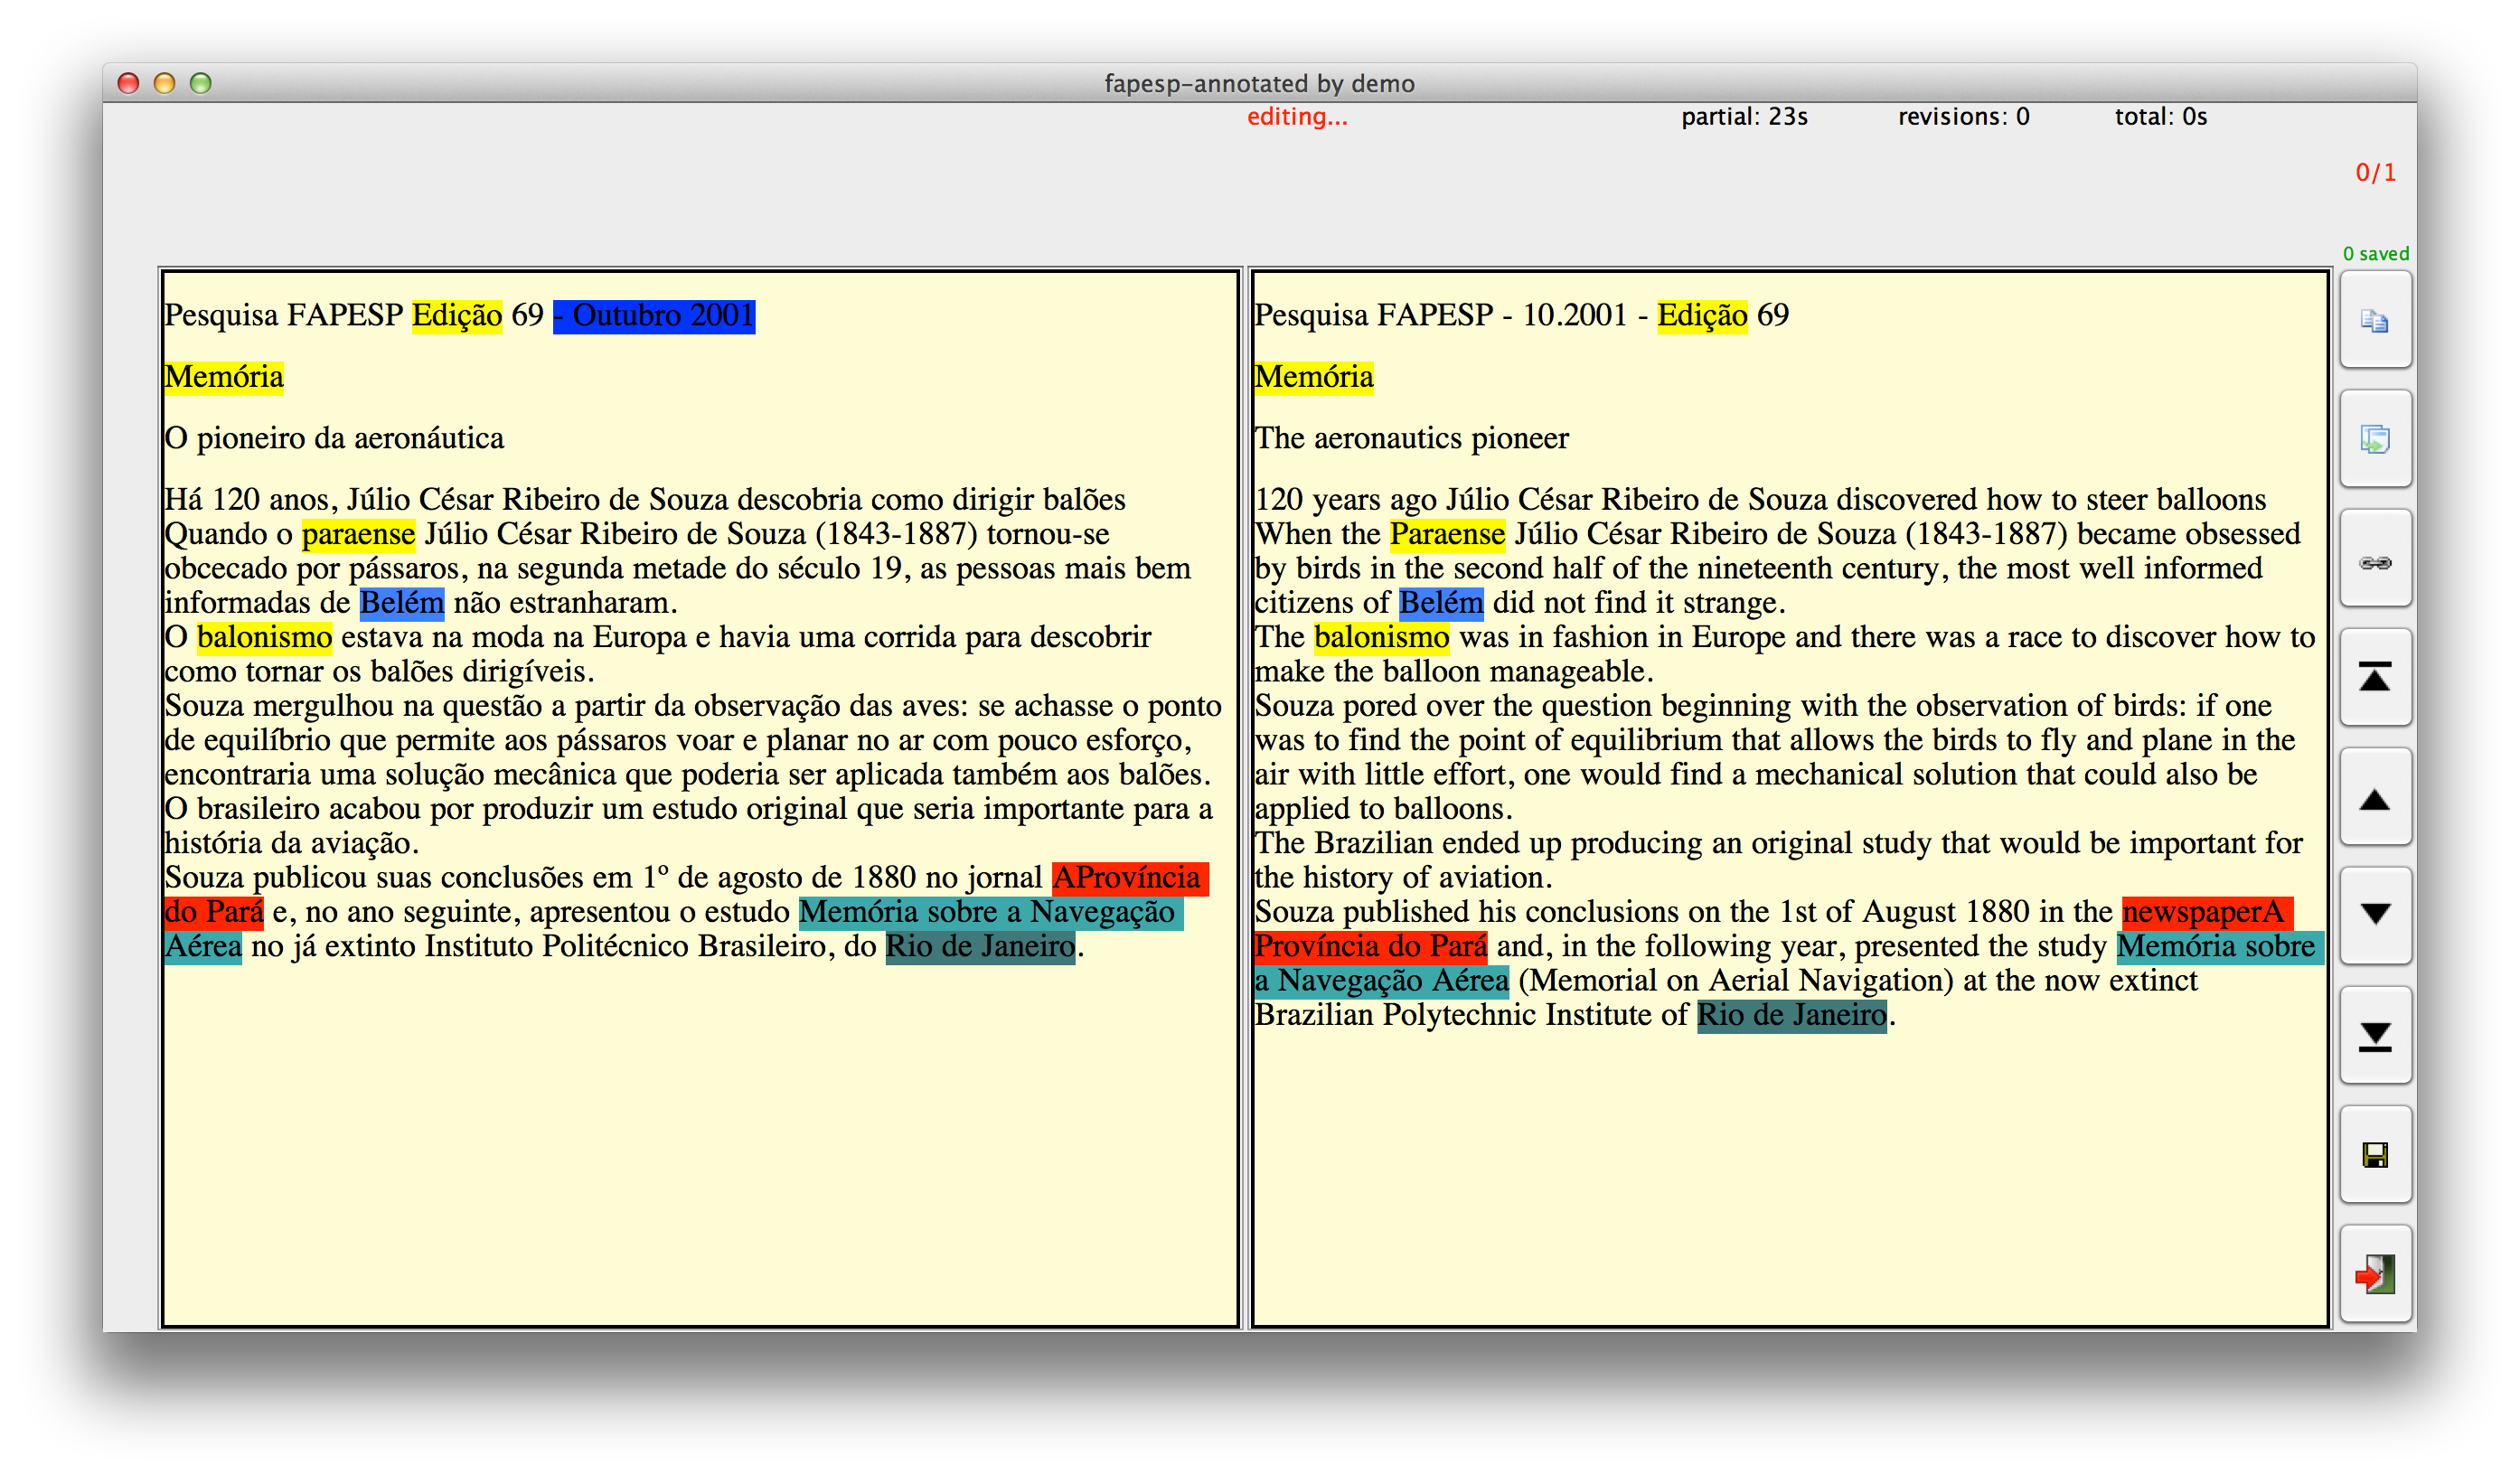 fapesp-annotated by demo
editing...
partial: 23s
revisions: 0
total: 0s
0/1
0 saved
Pesquisa FAPESP Edição 69 - Outubro 2001
Memória
O pioneiro da aeronáutica
Há 120 anos, Júlio César Ribeiro de Souza descobria como dirigir balões
Quando o paraense Júlio César Ribeiro de Souza (1843-1887) tornou-se
obcecado por pássaros, na segunda metade do século 19, as pessoas mais bem
informadas de Belém não estranharam.
O balonismo estava na moda na Europa e havia uma corrida para descobrir
como tornar os balões dirigíveis.
Souza mergulhou na questão a partir da observação das aves: se achasse o ponto
de equilíbrio que permite aos pássaros voar e planar no ar com pouco esforço,
encontraria uma solução mecânica que poderia ser aplicada também aos balões.
O brasileiro acabou por produzir um estudo original que seria importante para a
história da aviação.
Souza publicou suas conclusões em 1º de agosto de 1880 no jornal AProvíncia
do Pará e, no ano seguinte, apresentou o estudo Memória sobre a Navegação
Aérea no já extinto Instituto Politécnico Brasileiro, do Rio de Janeiro.
Pesquisa FAPESP - 10.2001 - Edição 69
Memória
The aeronautics pioneer
120 years ago Júlio César Ribeiro de Souza discovered how to steer balloons
When the Paraense Júlio César Ribeiro de Souza (1843-1887) became obsessed
by birds in the second half of the nineteenth century, the most well informed
citizens of Belém did not find it strange.
The balonismo was in fashion in Europe and there was a race to discover how to
make the balloon manageable.
Souza pored over the question beginning with the observation of birds: if one
was to find the point of equilibrium that allows the birds to fly and plane in the
air with little effort, one would find a mechanical solution that could also be
applied to balloons.
The Brazilian ended up producing an original study that would be important for
the history of aviation.
Souza published his conclusions on the 1st of August 1880 in the newspaperA
Província do Pará and, in the following year, presented the study Memória sobre
a Navegação Aérea (Memorial on Aerial Navigation) at the now extinct
Brazilian Polytechnic Institute of Rio de Janeiro.